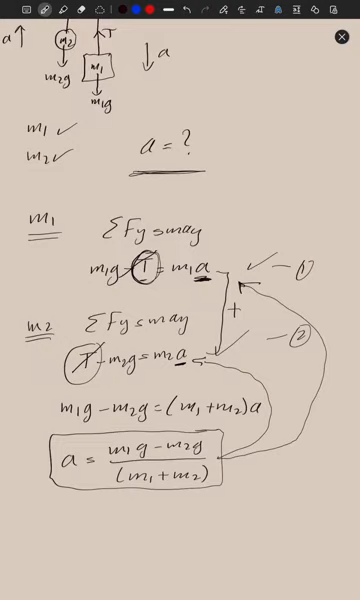 a T
m2 m1 a
m2g
m1g
m1 ✓
m2 ✓ a = ?
m1 ΣFy = may
m1g - T = m1a ✓ - 1)
+
m2 ΣFy = may
- 2
T - m2g = m2a
m1g - m2g = (m1 + m2)a
a = m1g - m2g
(m1 + m2)